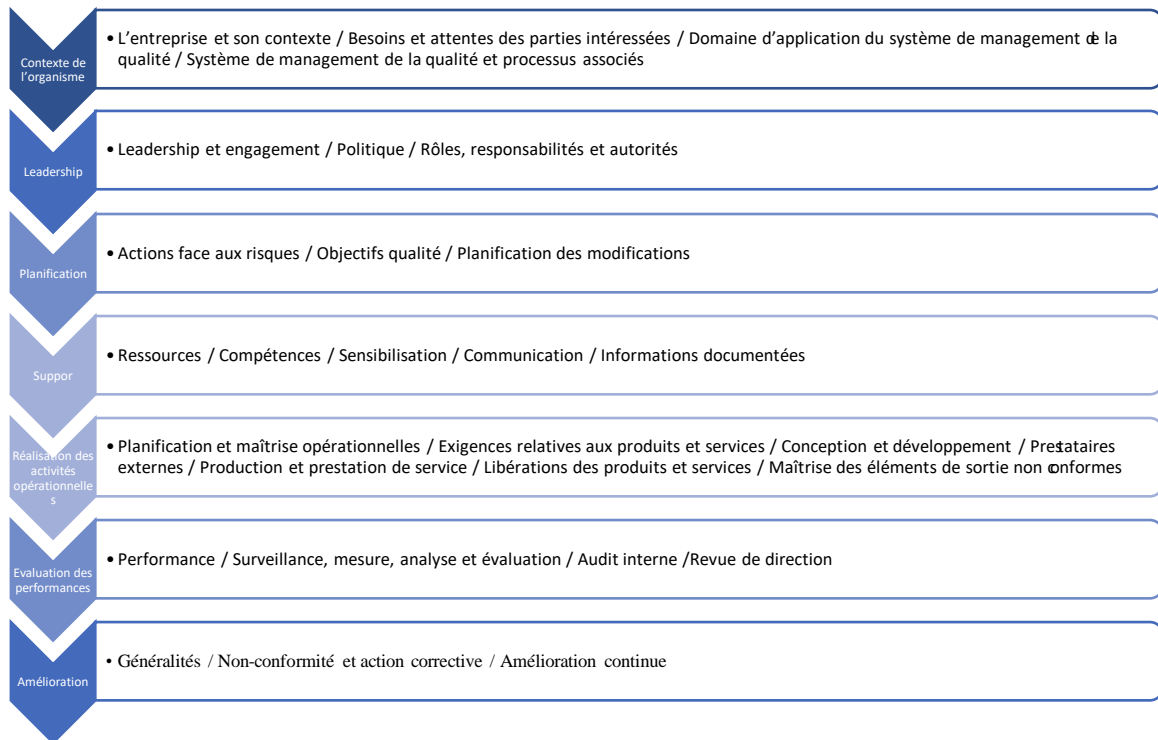 Contexte de
l'organisme
• L'entreprise et son contexte / Besoins et attentes des parties intéressées / Domaine d'application du système de management de la
qualité / Système de management de la qualité et processus associés
Leadership
• Leadership et engagement / Politique / Rôles, responsabilités et autorités
Planification
• Actions face aux risques / Objectifs qualité / Planification des modifications
Suppor
• Ressources / Compétences / Sensibilisation / Communication / Informations documentées
Réalisation des
activités
opérationnelle
s
• Planification et maîtrise opérationnelles / Exigences relatives aux produits et services / Conception et développement / Prestataires
externes / Production et prestation de service / Libérations des produits et services / Maîtrise des éléments de sortie non conformes
Evaluation des
performances
• Performance / Surveillance, mesure, analyse et évaluation / Audit interne /Revue de direction
Amélioration
• Généralités / Non-conformité et action corrective / Amélioration continue